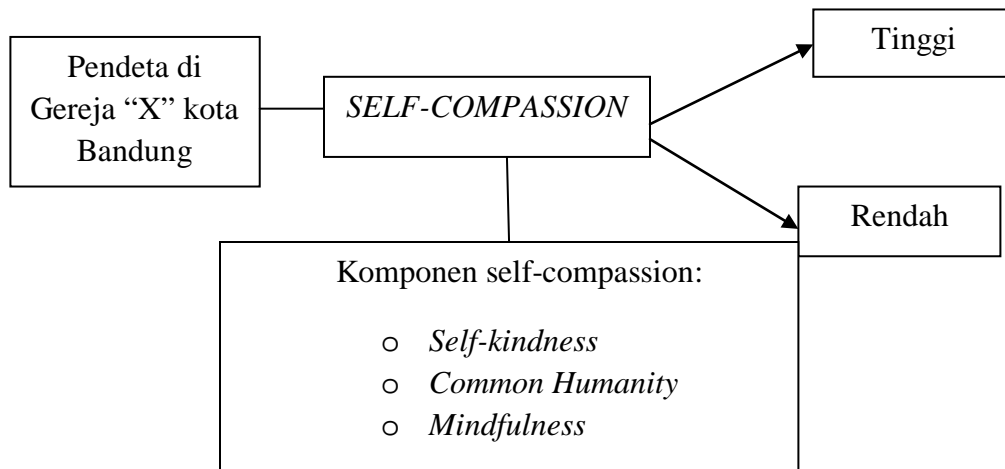 Pendeta di
Gereja “X” kota
Bandung
SELF-COMPASSION
Tinggi
Rendah
Komponen self-compassion:
o Self-kindness
o Common Humanity
o Mindfulness